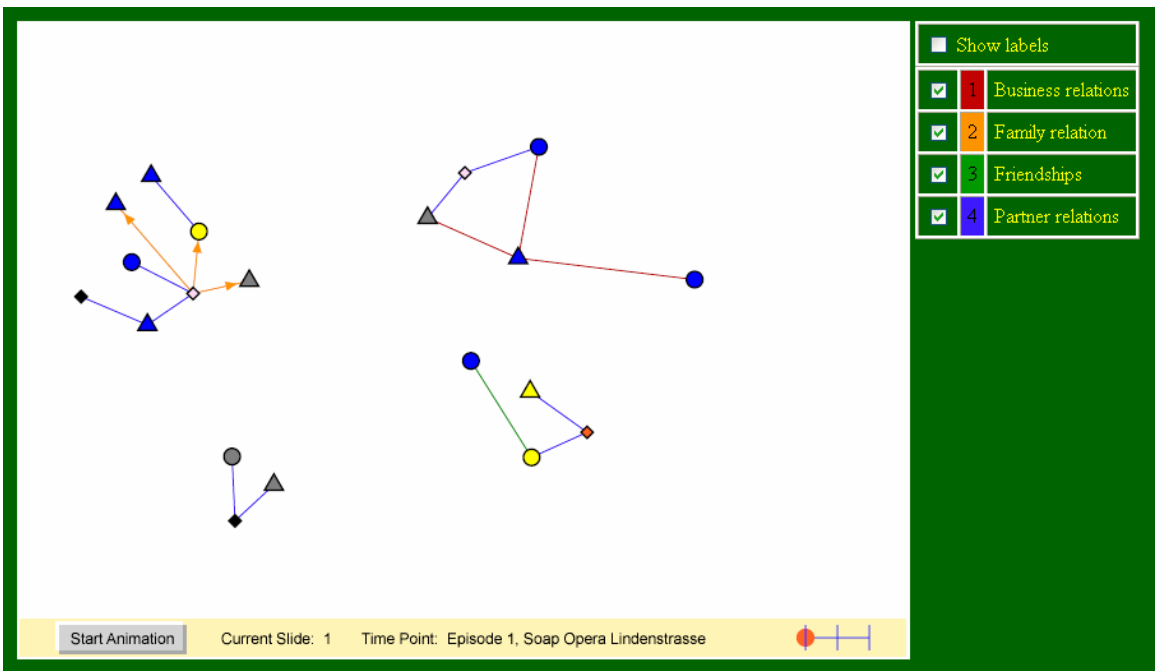 Show labels
1 Business relations
2 Family relation
3 Friendships
4 Partner relations
Start Animation Current Slide: 1 Time Point: Episode 1, Soap Opera Lindenstrasse